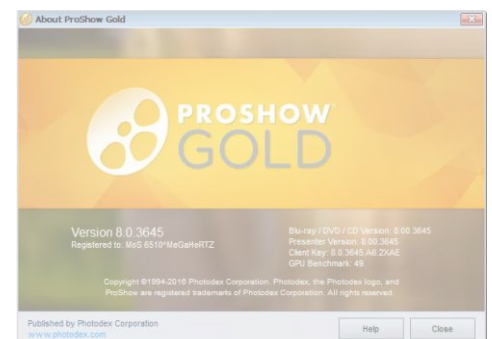 About ProShow Gold
PROSHOW
GOLD
Version 8.0.3645
Registered to: MoS 6510^MeGaHeRTZ
Blu-ray / DVD / CD Version: 8.00.3645
Presenter Version: 8.00.3645
Client Key: 8.0.3645.A6.2XAE
GPU Benchmark: 49
Copyright ©1994-2016 Photodex Corporation. Photodex, the Photodex logo, and
ProShow are registered trademarks of Photodex Corporation. All rights reserved.
Published by Photodex Corporation
www.photodex.com
Help
Close